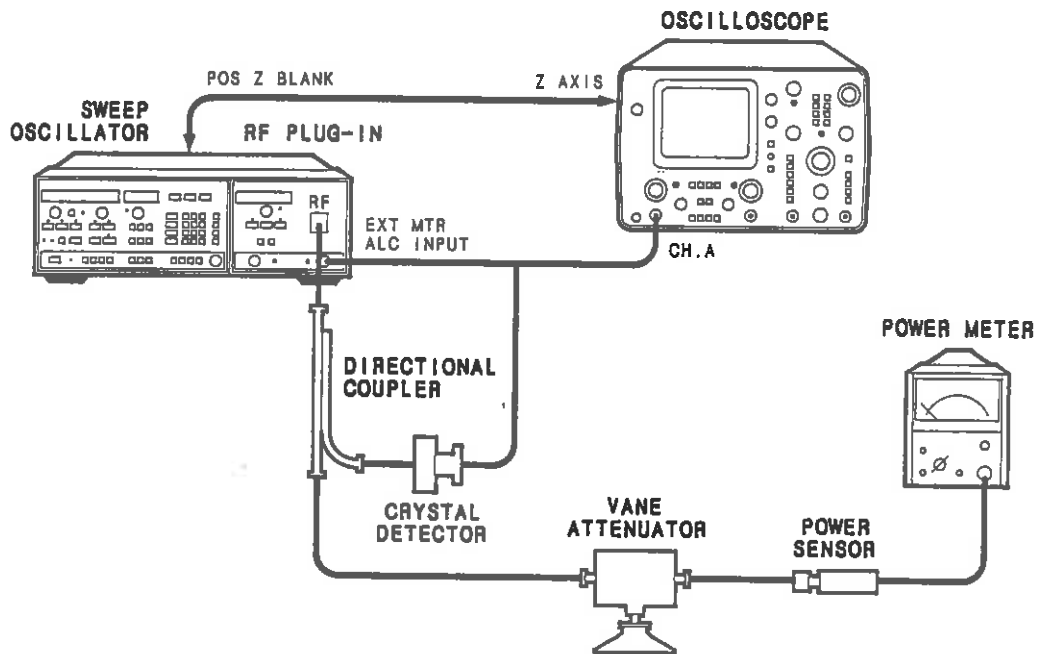 OSCILLOSCOPE
POS Z BLANK
Z AXIS
SWEEP
OSCILLATOR
RF PLUG-IN
RF
EXT MTR
ALC INPUT
CH.A
POWER METER
DIRECTIONAL
COUPLER
CRYSTAL
DETECTOR
VANE
ATTENUATOR
POWER
SENSOR